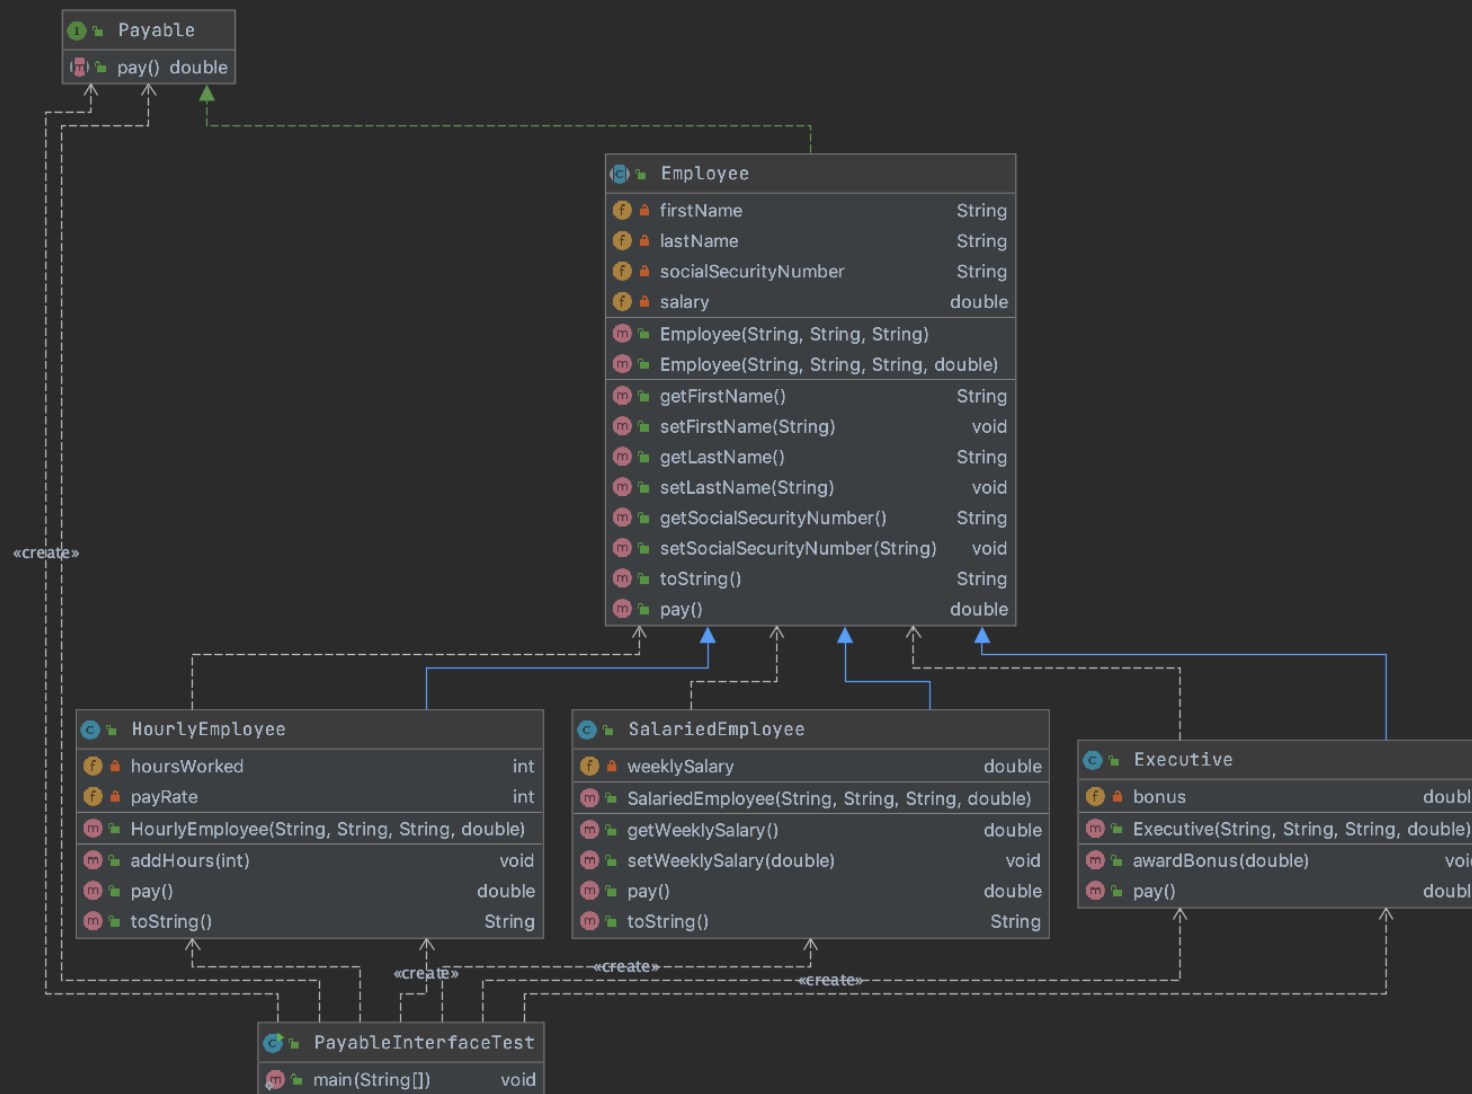 Payable
pay() double
Employee
firstName String
lastName String
socialSecurityNumber String
salary double
Employee(String, String, String)
Employee(String, String, String, double)
getFirstName() String
setFirstName(String) void
getLastName() String
setLastName(String) void
getSocialSecurityNumber() String
setSocialSecurityNumber(String) void
toString() String
pay() double
«create»
HourlyEmployee
hoursWorked int
payRate int
HourlyEmployee(String, String, String, double)
addHours(int) void
pay() double
toString() String
SalariedEmployee
weeklySalary double
SalariedEmployee(String, String, String, double)
getWeeklySalary() double
setWeeklySalary(double) void
pay() double
toString() String
Executive
bonus doubl
Executive(String, String, String, double)
awardBonus(double) voi
pay() doubl
«create»
«create»
«create»
PayableInterfaceTest
main(String[]) void